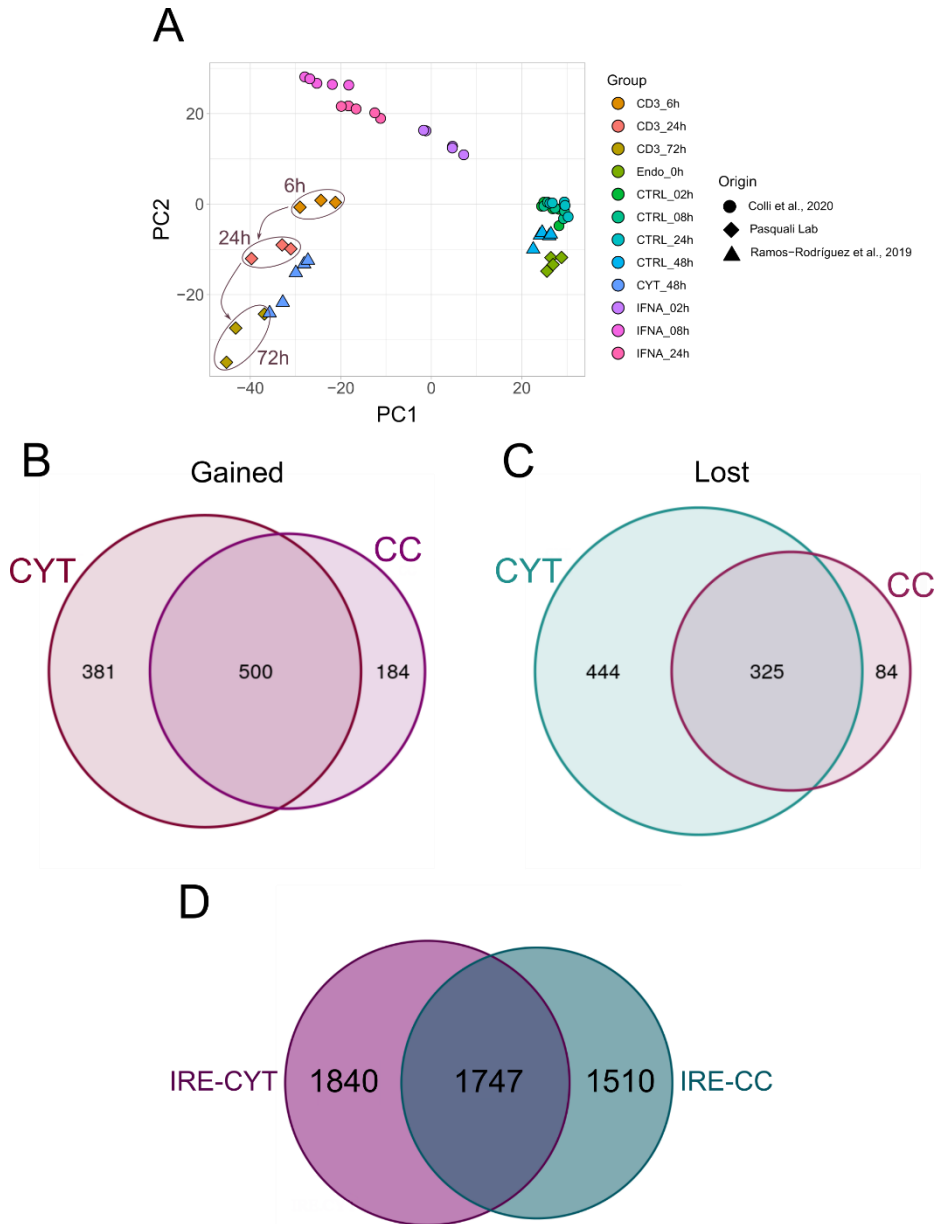 A
PC2
20
0
−20
−40
−20
0
20
PC1
6h
24h
72h
Group
CD3_6h
CD3_24h
CD3_72h
Endo_0h
CTRL_02h
CTRL_08h
CTRL_24h
CTRL_48h
CYT_48h
IFNA_02h
IFNA_08h
IFNA_24h
Origin
Colli et al., 2020
Pasquali Lab
Ramos−Rodríguez et al., 2019
B
Gained
CYT
CC
381
500
184
C
Lost
CYT
CC
444
325
84
D
IRE-CYT
1840
1747
1510
IRE-CC